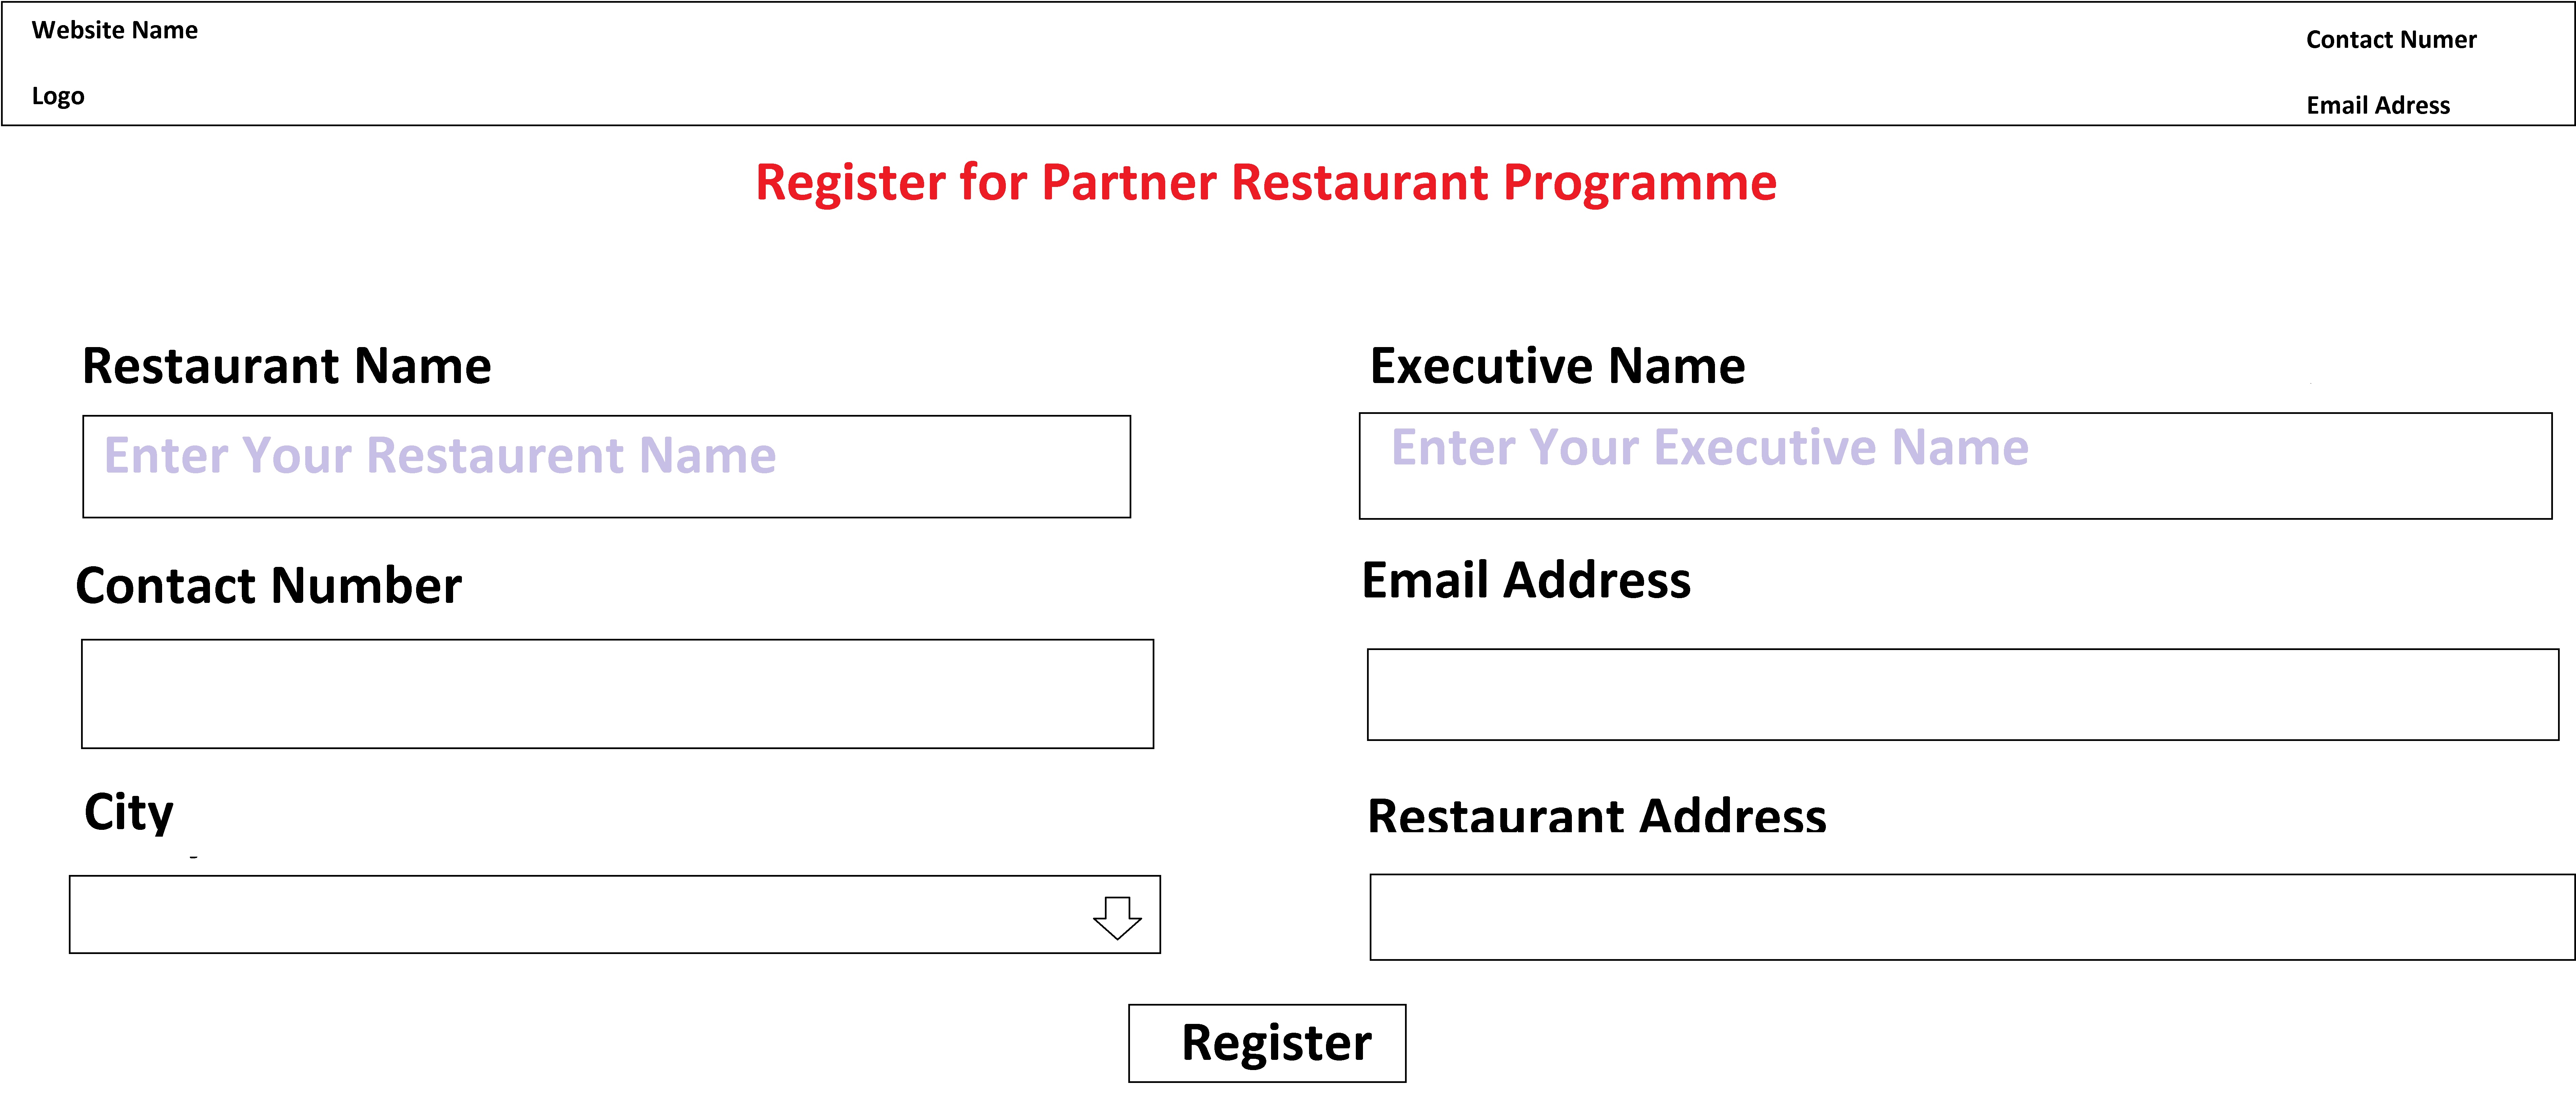 Website Name
Contact Numer
Logo
Email Adress
Register for Partner Restaurant Programme
Restaurant Name
Executive Name
Enter Your Restaurent Name
Enter Your Executive Name
Contact Number
Email Address
City
Restaurant Address
Register